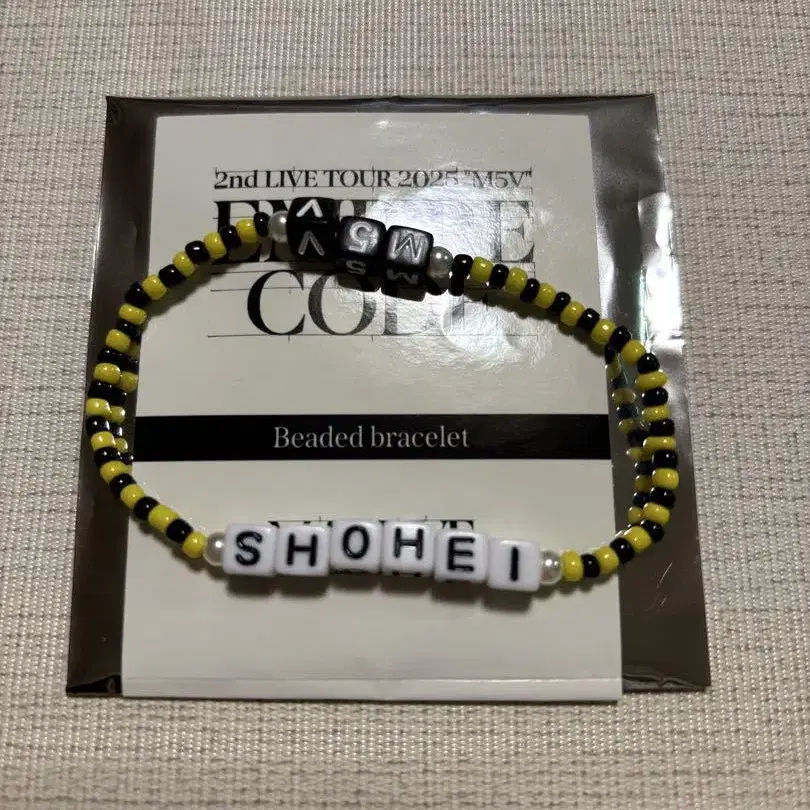 2nd LIVE TOUR 2025 "M5V"
M5V
Beaded bracelet
SHOHEI